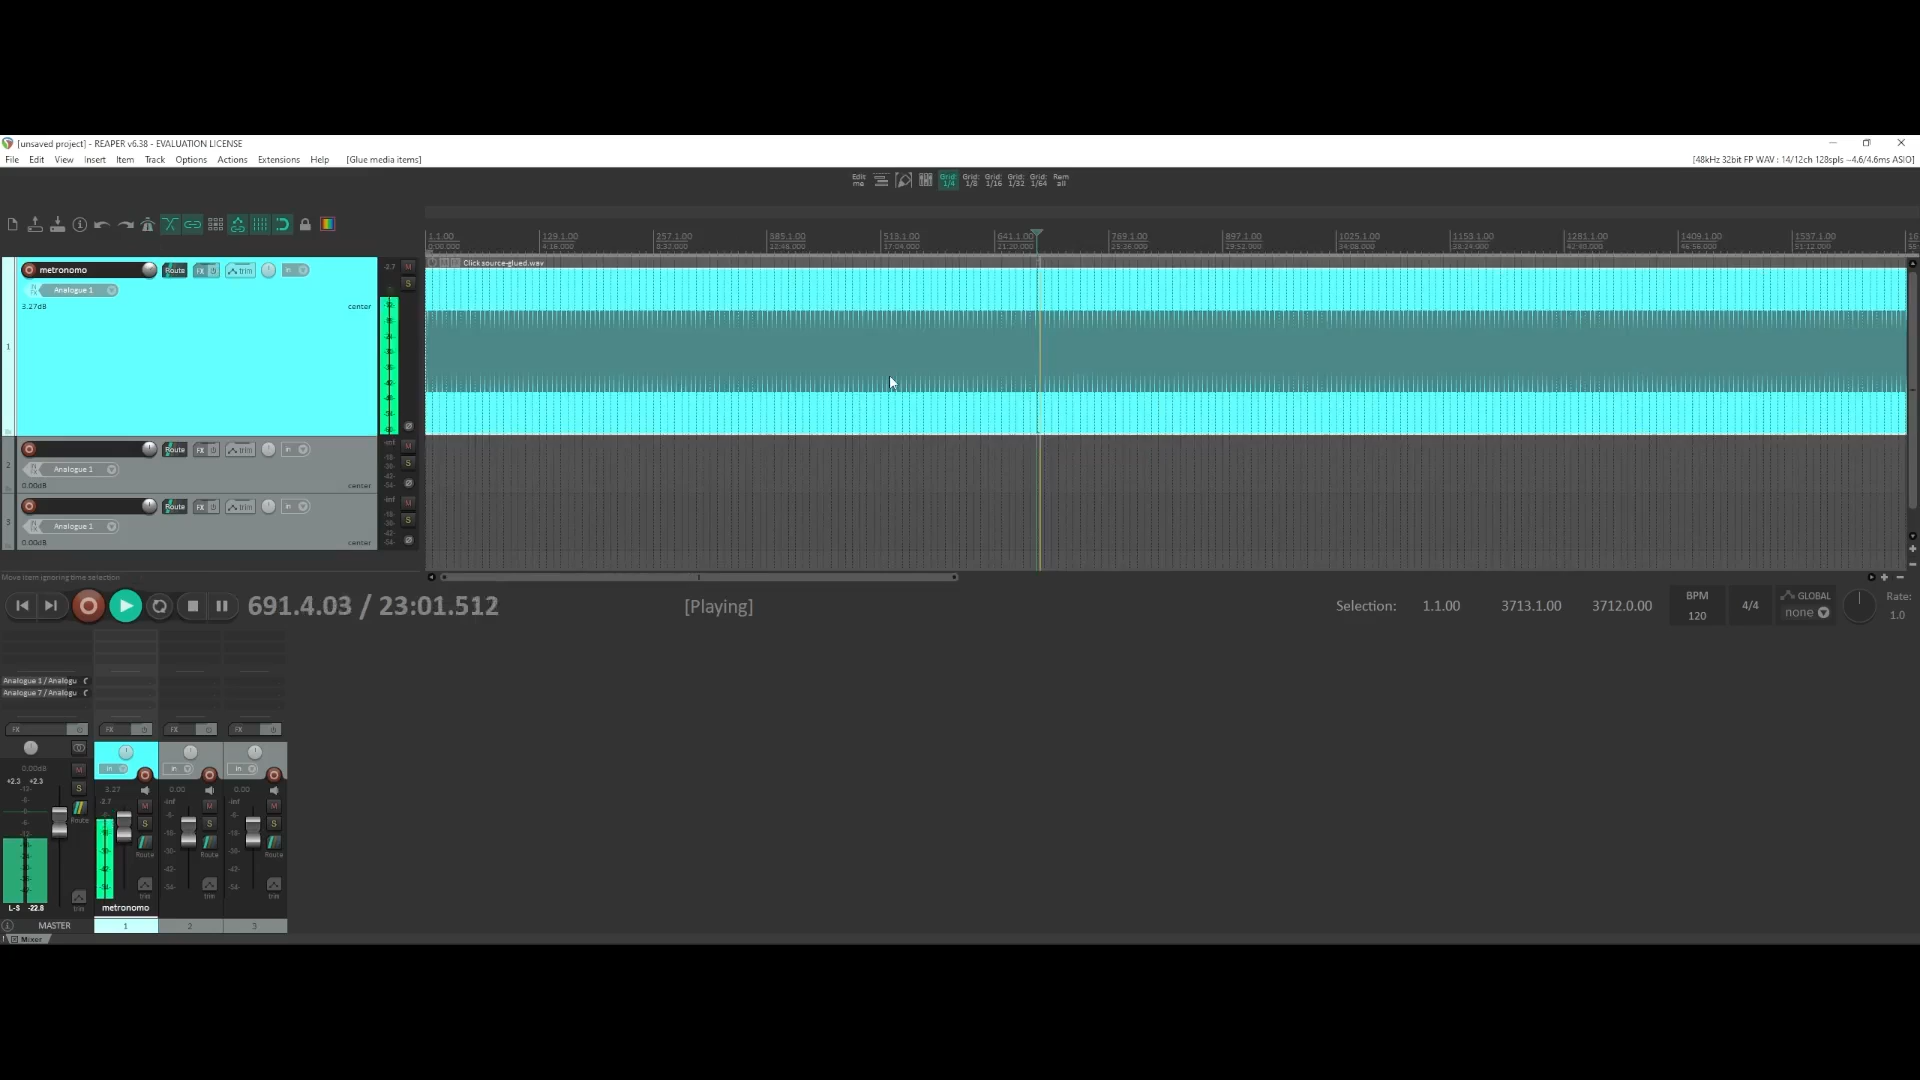 [unsaved project] - REAPER v6.38 - EVALUATION LICENSE
File Edit View Insert Item Track Options Actions Extensions Help [Glue media items]
[48kHz 32bit FP WAV : 14/12ch 128spls ~4.6/4.6ms ASIO]
Edit me Grid: 1/4 Grid: 1/8 Grid: 1/16 Grid: 1/32 Grid: 1/64 Rem all
1.1.00 129.1.00 257.1.00 385.1.00 513.1.00 641.1.00 769.1.00 897.1.00 1025.1.00 1153.1.00 1281.1.00 1409.1.00 1537.1.00
0:00.000 4:16.000 8:32.000 12:48.000 17:04.000 21:20.000 25:36.000 29:52.000 34:08.000 38:24.000 42:40.000 46:56.000 51:12.000
Click source-glued.wav
metronomo Route FX trim in -2.7 M
Analogue 1 S
3.27dB center
1
Route FX trim in -inf M
2 Analogue 1 S
0.00dB center
Route FX trim in -inf M
3 Analogue 1 S
0.00dB center
Move item ignoring time selection
691.4.03 / 23:01.512 [Playing] Selection: 1.1.00 3713.1.00 3712.0.00
BPM 120 4/4 GLOBAL none Rate: 1.0
Analogue 1 / Analogu
Analogue 7 / Analogu
FX FX FX FX
in in in
0.00dB M 3.27 0.00 0.00
+2.3 +2.3 -2.7 -inf -inf
S M M M
S S S
Route
Route Route Route
trim trim trim trim
L-S -22.8 metronomo
MASTER 1 2 3
Mixer